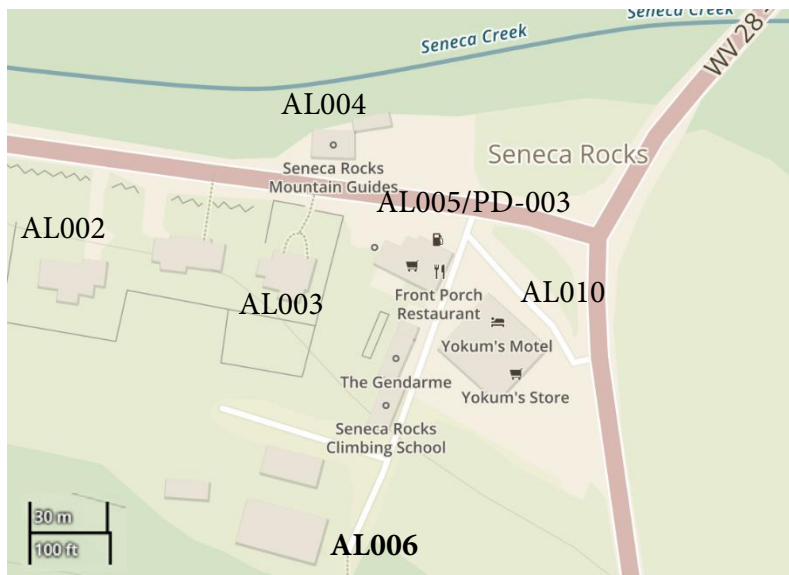 Seneca Creek
Seneca Creek
WV 28
AL004
Seneca Rocks
Seneca Rocks
Mountain Guides
AL005/PD-003
AL002
AL003
AL010
Front Porch
Restaurant
Yokum's Motel
The Gendarme
Yokum's Store
Seneca Rocks
Climbing School
30 m
100 ft
AL006